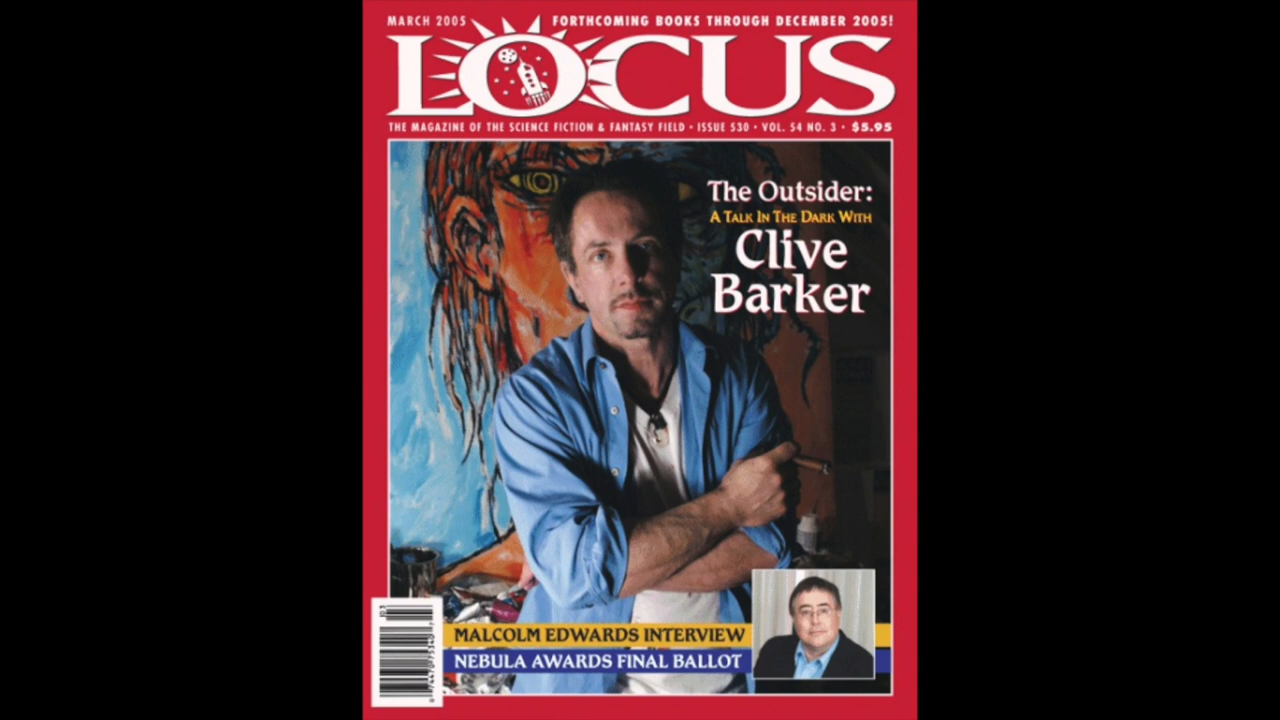 MARCH 2005 FORTHCOMING BOOKS THROUGH DECEMBER 2005!
LOCUS
THE MAGAZINE OF THE SCIENCE FICTION & FANTASY FIELD • ISSUE 530 • VOL. 54 NO. 3 • $5.95
The Outsider:
A TALK IN THE DARK WITH
Clive
Barker
MALCOLM EDWARDS INTERVIEW
NEBULA AWARDS FINAL BALLOT